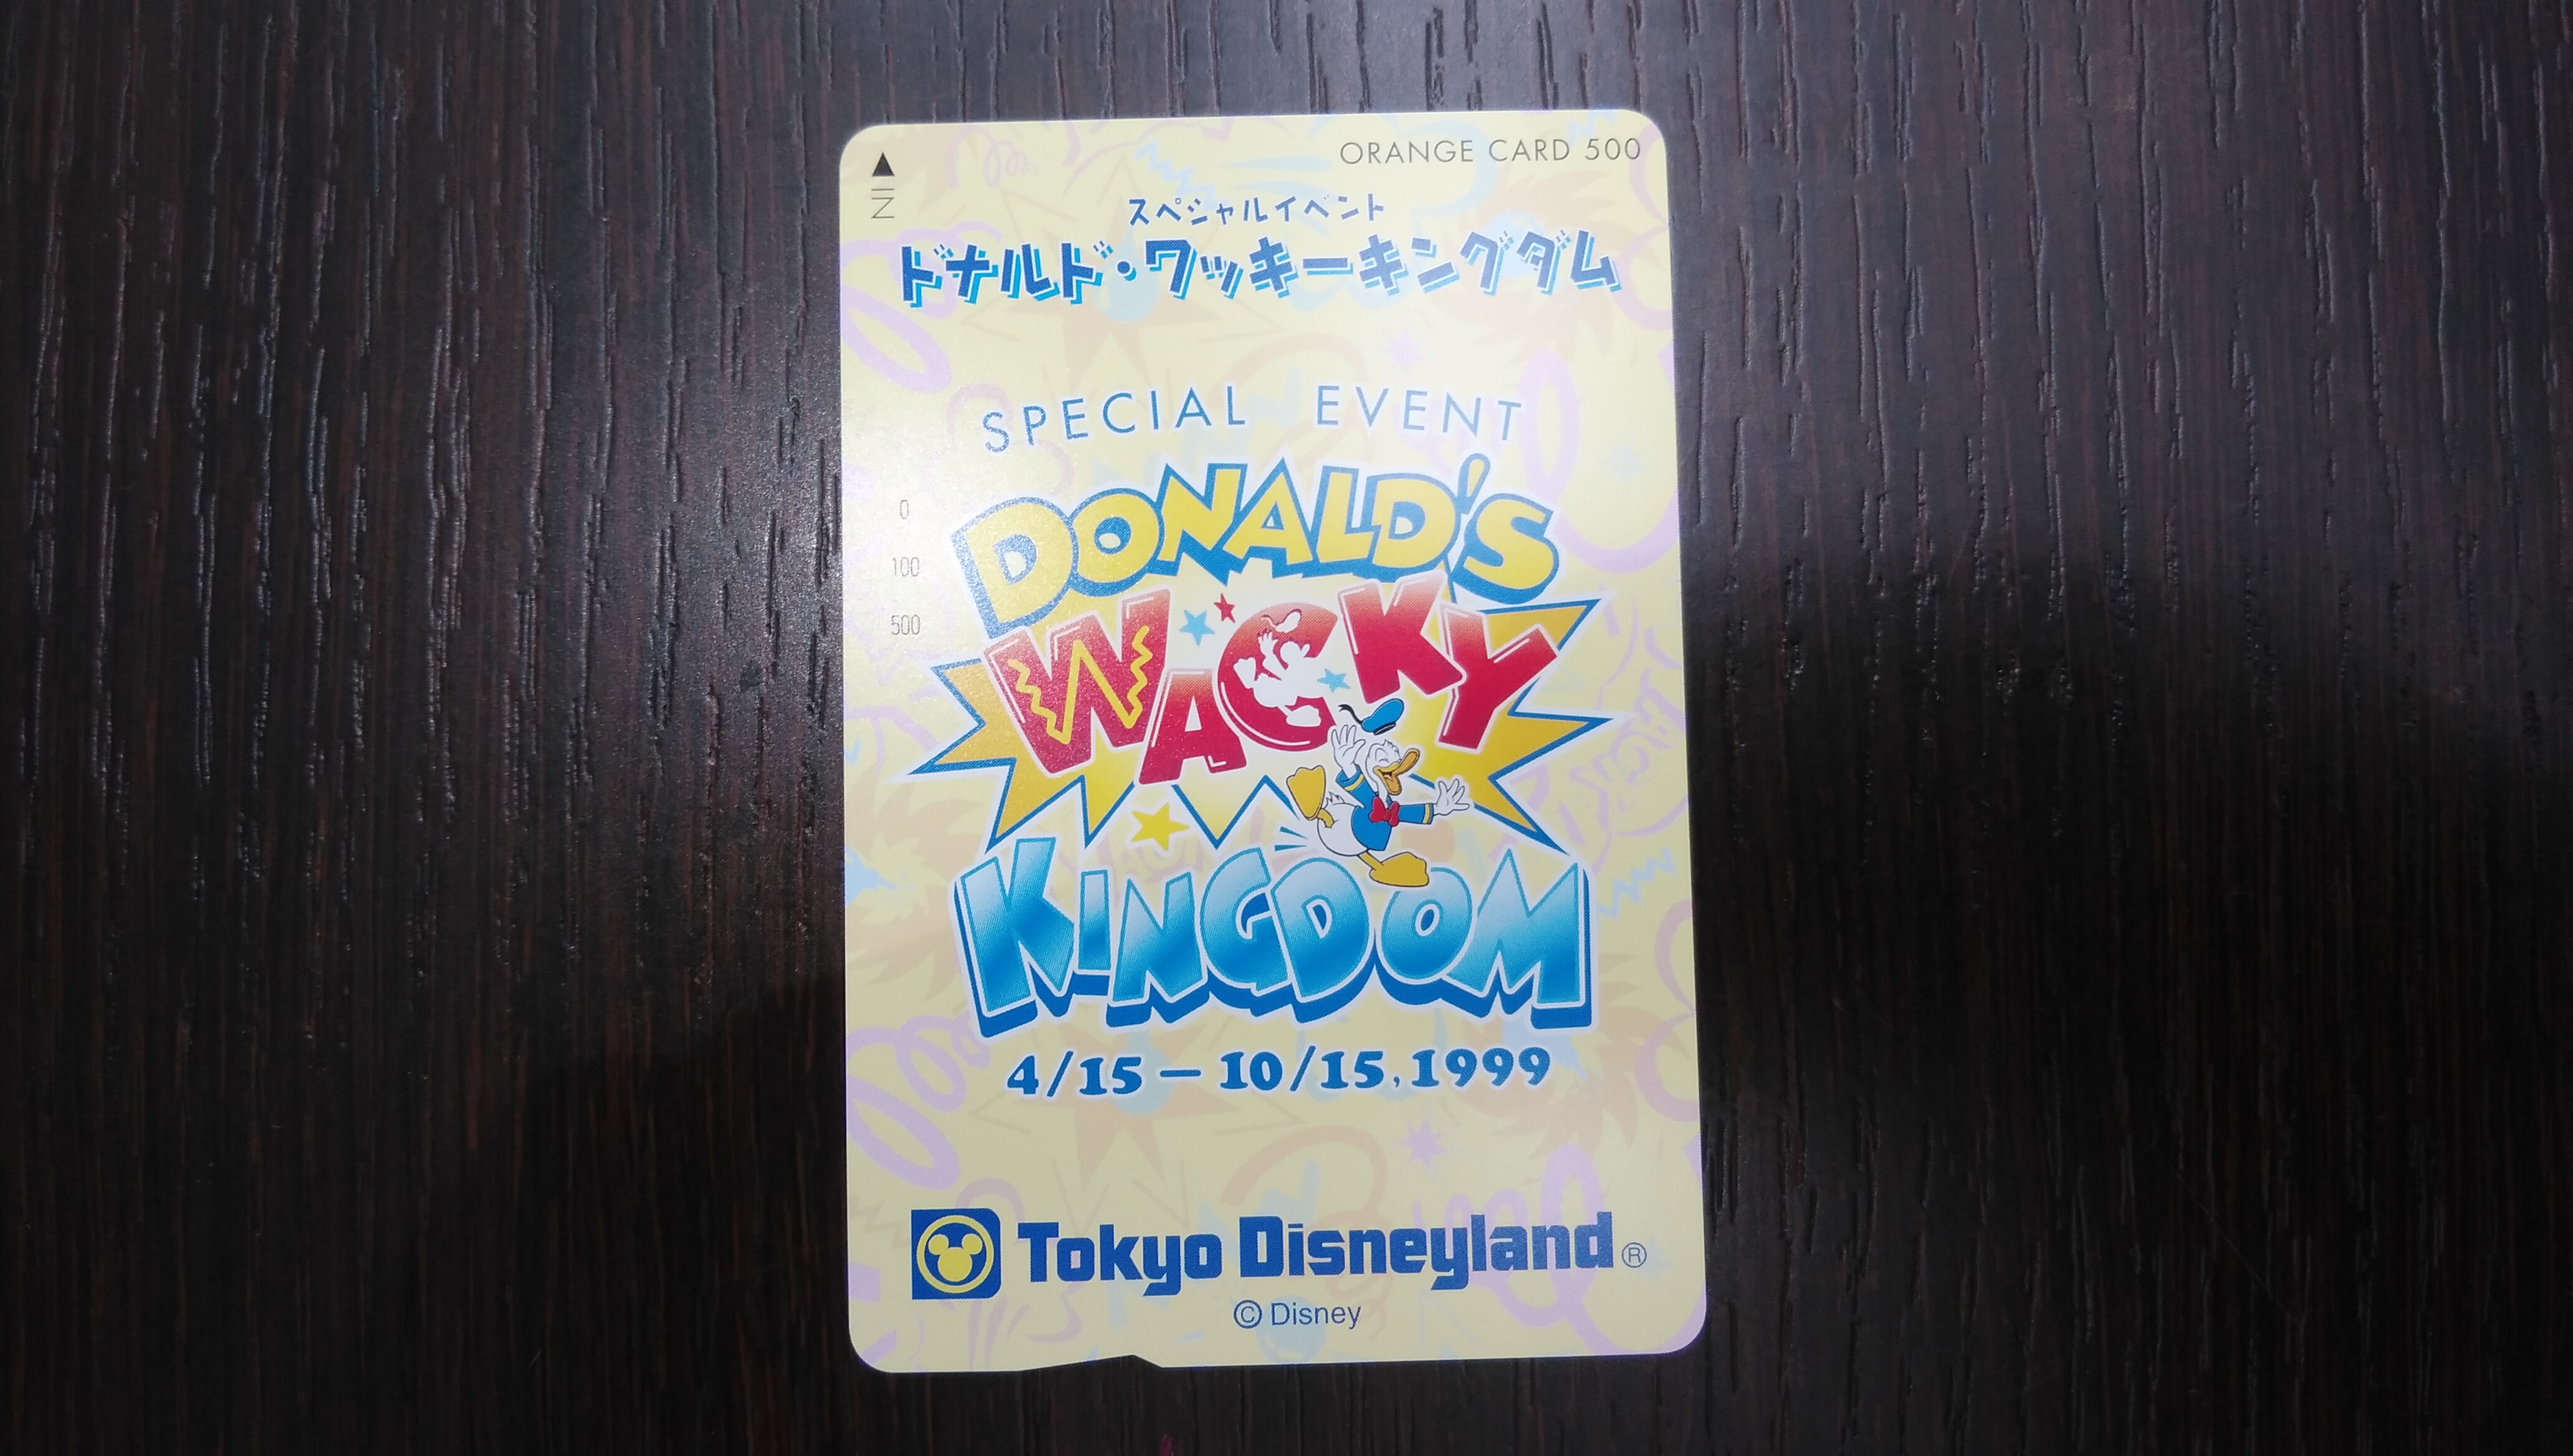 ORANGE CARD 500
IN
スペシャルイベント
ドナルド・ワッキーキングダム
SPECIAL EVENT
DONALD'S
WACKY
KINGDOM
0
100
500
4/15 – 10/15, 1999
Tokyo Disneyland®
© Disney